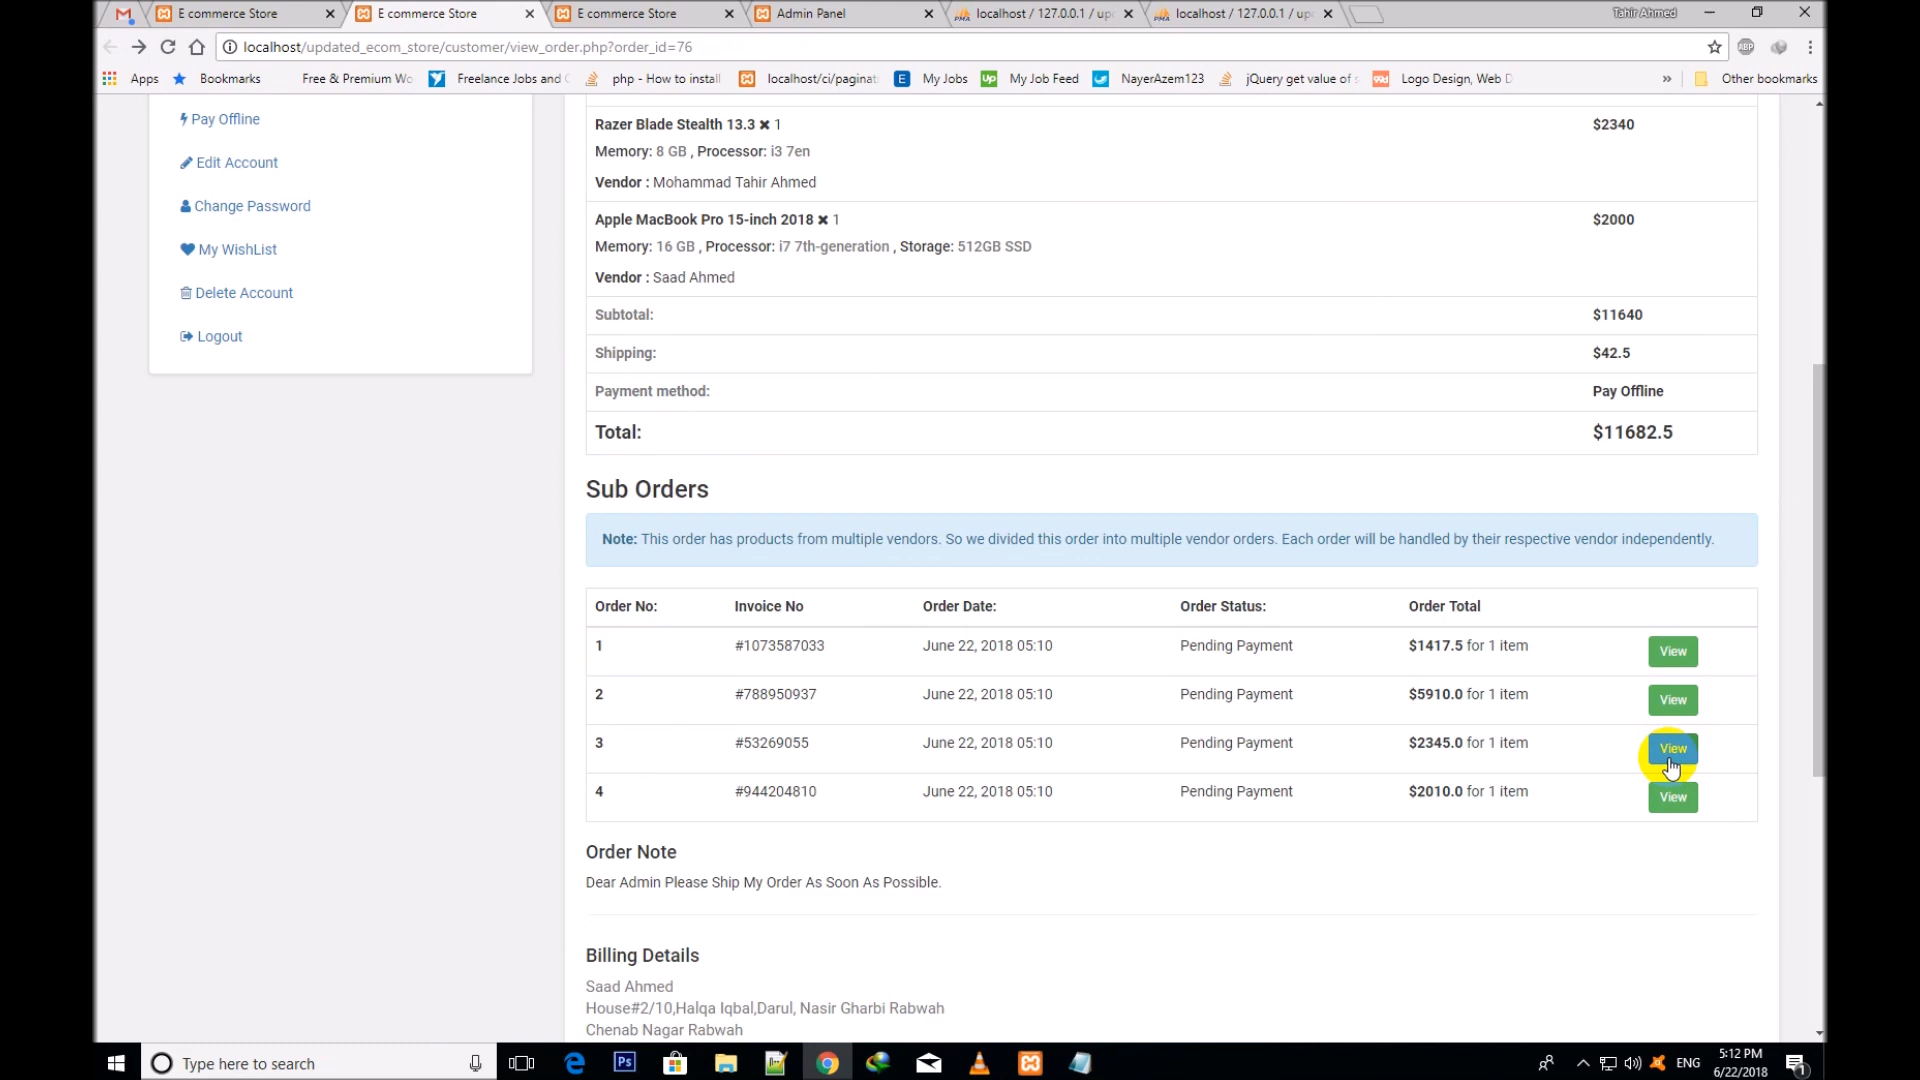 E commerce Store
E commerce Store
E commerce Store
Admin Panel
localhost / 127.0.0.1 / upd
localhost / 127.0.0.1 / upd
Tahir Ahmed
localhost/updated_ecom_store/customer/view_order.php?order_id=76
ABP
Apps
Bookmarks
Free & Premium Wo
Freelance Jobs and
php - How to install
localhost/ci/paginati
My Jobs
My Job Feed
NayerAzem123
jQuery get value of s
Logo Design, Web D
Other bookmarks
Pay Offline
Edit Account
Change Password
My WishList
Delete Account
Logout
Razer Blade Stealth 13.3 ✖ 1 $2340
Memory: 8 GB , Processor: i3 7en
Vendor : Mohammad Tahir Ahmed
Apple MacBook Pro 15-inch 2018 ✖ 1 $2000
Memory: 16 GB , Processor: i7 7th-generation , Storage: 512GB SSD
Vendor : Saad Ahmed
Subtotal: $11640
Shipping: $42.5
Payment method: Pay Offline
Total: $11682.5
Sub Orders
Note: This order has products from multiple vendors. So we divided this order into multiple vendor orders. Each order will be handled by their respective vendor independently.
Order No: Invoice No Order Date: Order Status: Order Total
1 #1073587033 June 22, 2018 05:10 Pending Payment $1417.5 for 1 item View
2 #788950937 June 22, 2018 05:10 Pending Payment $5910.0 for 1 item View
3 #53269055 June 22, 2018 05:10 Pending Payment $2345.0 for 1 item View
4 #944204810 June 22, 2018 05:10 Pending Payment $2010.0 for 1 item View
Order Note
Dear Admin Please Ship My Order As Soon As Possible.
Billing Details
Saad Ahmed
House#2/10,Halqa Iqbal,Darul, Nasir Gharbi Rabwah
Chenab Nagar Rabwah
Type here to search
ENG
5:12 PM
6/22/2018